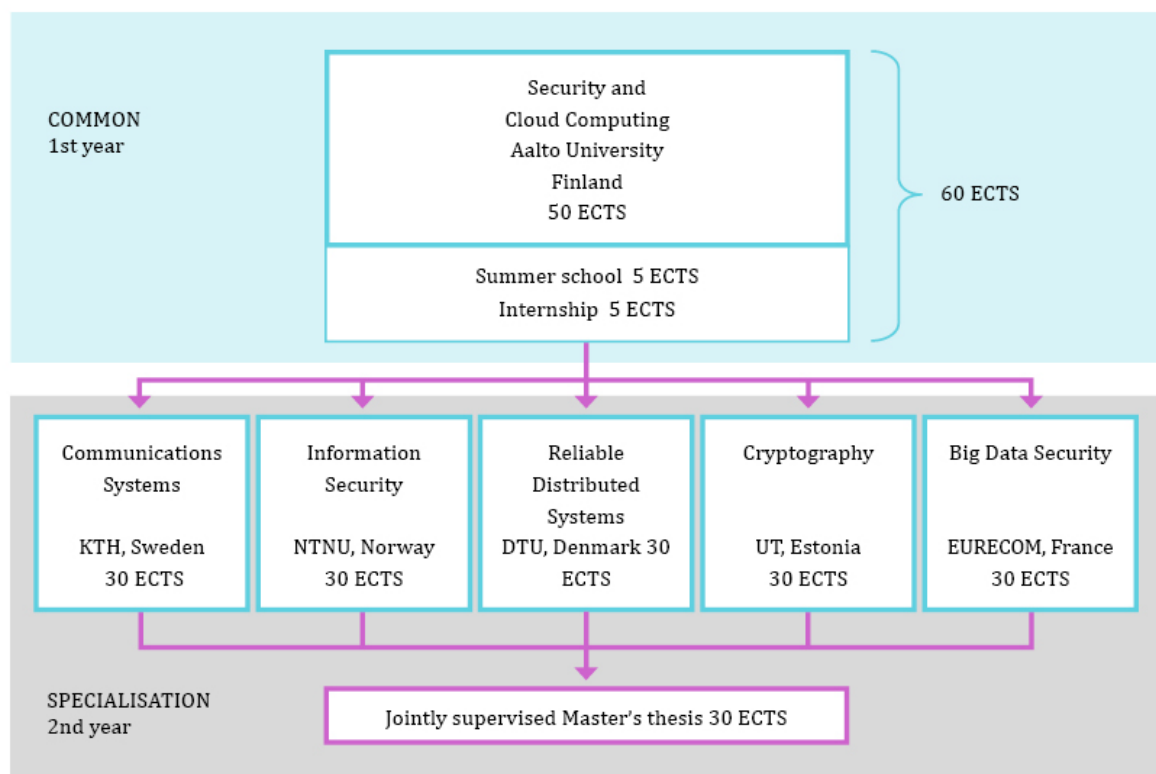 COMMON
1st year
Security and
Cloud Computing
Aalto University
Finland
50 ECTS
60 ECTS
Summer school 5 ECTS
Internship 5 ECTS
Communications
Systems
KTH, Sweden
30 ECTS
Information
Security
NTNU, Norway
30 ECTS
Reliable
Distributed
Systems
DTU, Denmark 30
ECTS
Cryptography
UT, Estonia
30 ECTS
Big Data Security
EURECOM, France
30 ECTS
SPECIALISATION
2nd year
Jointly supervised Master's thesis 30 ECTS